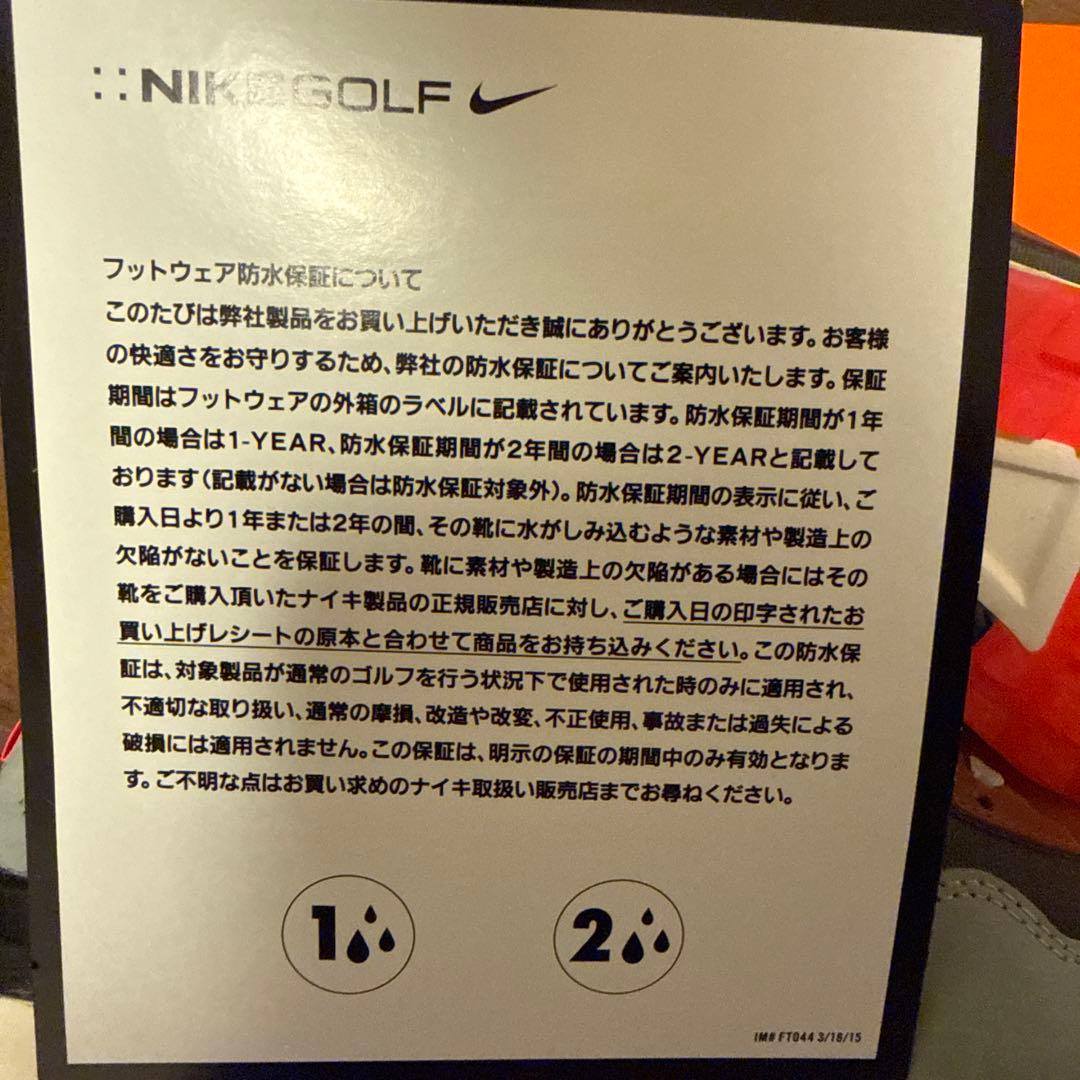 ::NIKEGOLF
フットウェア防水保証について
このたびは弊社製品をお買い上げいただき誠にありがとうございます。お客様
の快適さをお守りするため、弊社の防水保証についてご案内いたします。保証
期間はフットウェアの外箱のラベルに記載されています。防水保証期間が1年
間の場合は1-YEAR、防水保証期間が2年間の場合は2-YEARと記載して
おります(記載がない場合は防水保証対象外)。防水保証期間の表示に従い、ご
購入日より1年または2年の間、その靴に水がしみ込むような素材や製造上の
欠陥がないことを保証します。靴に素材や製造上の欠陥がある場合にはその
靴をご購入頂いたナイキ製品の正規販売店に対し、ご購入日の印字されたお
買い上げレシートの原本と合わせて商品をお持ち込みください。この防水保
証は、対象製品が通常のゴルフを行う状況下で使用された時のみに適用され、
不適切な取り扱い、通常の摩損、改造や改変、不正使用、事故または過失による
破損には適用されません。この保証は、明示の保証の期間中のみ有効となりま
す。ご不明な点はお買い求めのナイキ取扱い販売店までお尋ねください。
1
2
IM# FT044 3/18/15